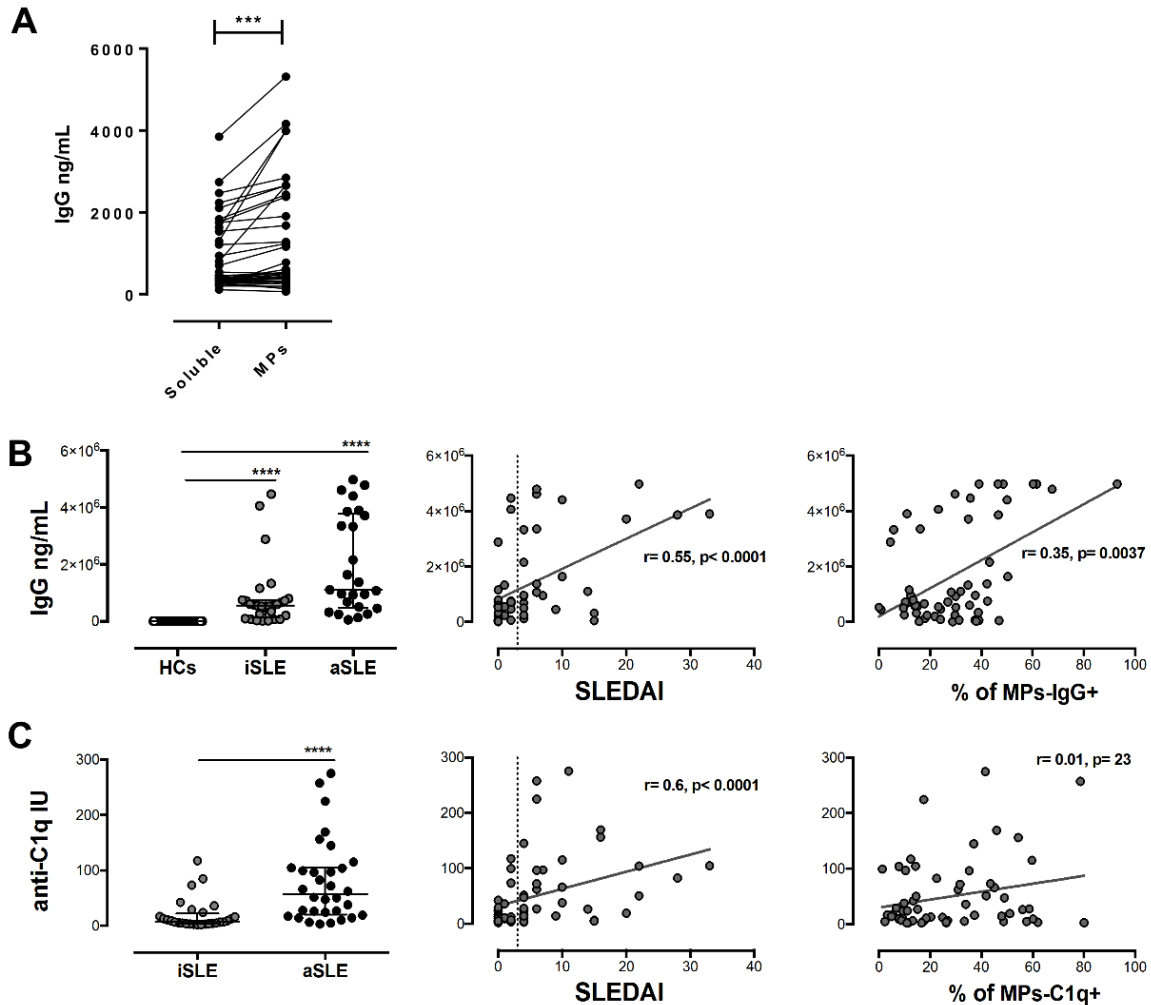 A
***
6000
4000
2000
0
IgG ng/mL
Soluble
MPs
B
6×10⁶
4×10⁶
2×10⁶
0
IgG ng/mL
****
****
HCs
iSLE
aSLE
6×10⁶
4×10⁶
2×10⁶
0
r= 0.55, p< 0.0001
0
10
20
30
40
SLEDAI
6×10⁶
4×10⁶
2×10⁶
0
r= 0.35, p= 0.0037
0
20
40
60
80
100
% of MPs-IgG+
C
300
200
100
0
anti-C1q IU
****
iSLE
aSLE
300
200
100
0
r= 0.6, p< 0.0001
0
10
20
30
40
SLEDAI
300
200
100
0
r= 0.01, p= 23
0
20
40
60
80
100
% of MPs-C1q+